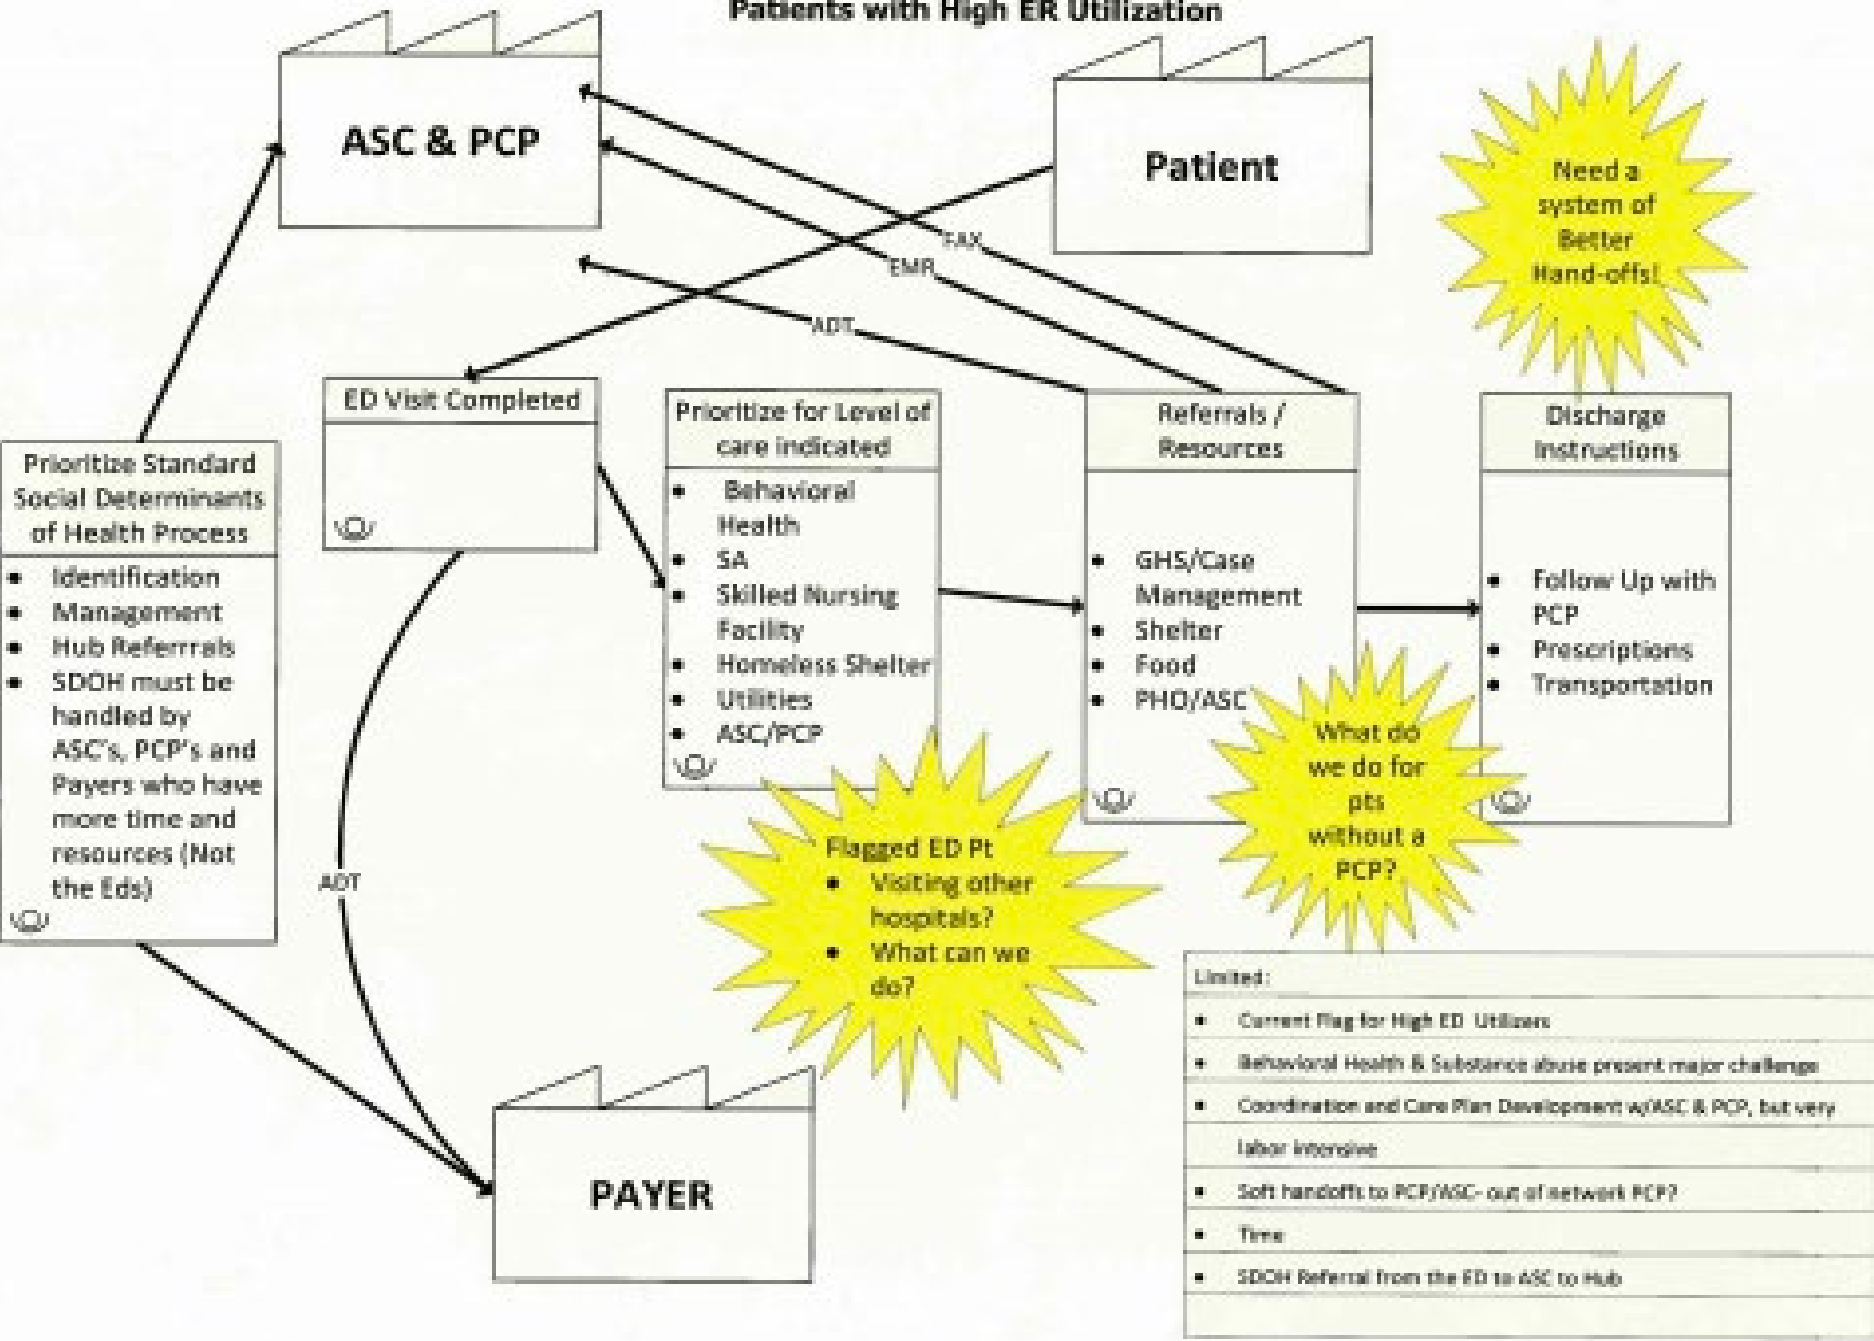 Patients with High ER Utilization
ASC & PCP
Patient
Need a
system of
Better
Hand-offs!
FAX
EMR
ADT
ED Visit Completed
Prioritize for Level of
care indicated
• Behavioral
Health
• SA
• Skilled Nursing
Facility
• Homeless Shelter
• Utilities
• ASC/PCP
Referrals /
Resources
• GHS/Case
Management
• Shelter
• Food
• PHO/ASC
Discharge
Instructions
• Follow Up with
PCP
• Prescriptions
• Transportation
Prioritize Standard
Social Determinants
of Health Process
• Identification
• Management
• Hub Referrrals
• SDOH must be
handled by
ASC's, PCP's and
Payers who have
more time and
resources (Not
the Eds)
ADT
What do
we do for
pts
without a
PCP?
Flagged ED Pt
• Visiting other
hospitals?
• What can we
do?
PAYER
Limited:
• Current Flag for High ED Utilizers
• Behavioral Health & Substance abuse present major challenge
• Coordination and Care Plan Development w/ASC & PCP, but very
labor intensive
• Soft handoffs to PCP/ASC- out of network PCP?
• Time
• SDOH Referral from the ED to ASC to Hub